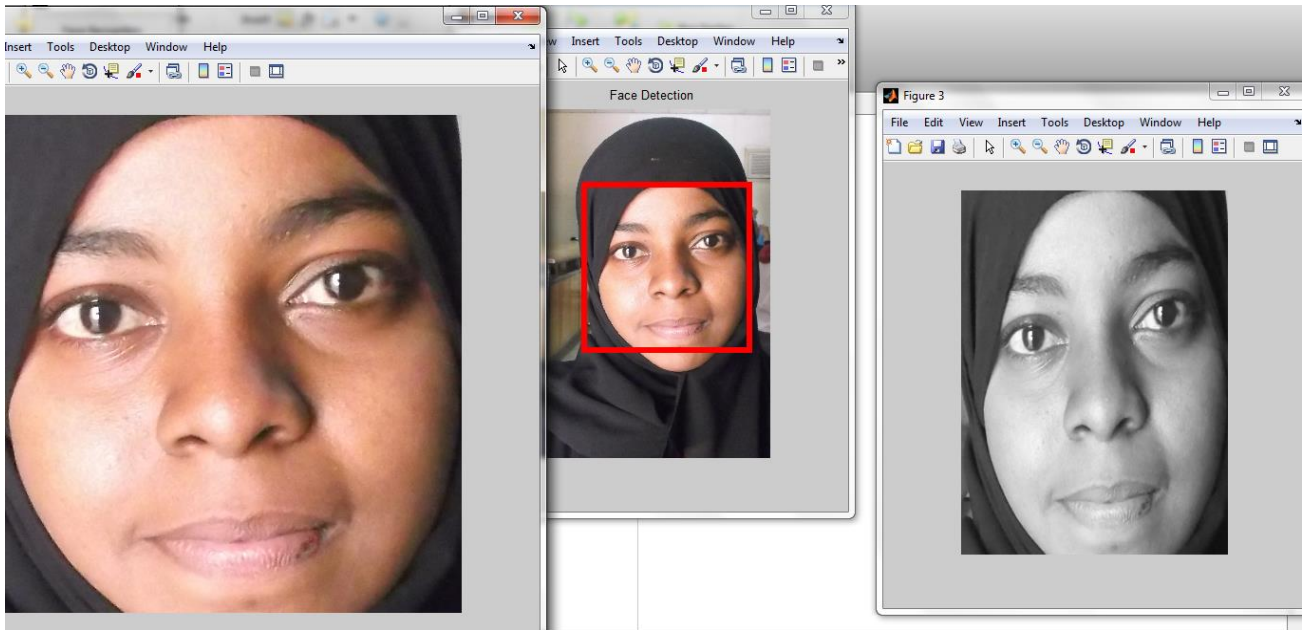 Insert Tools Desktop Window Help
Insert Tools Desktop Window Help
Face Detection
Figure 3
File Edit View Insert Tools Desktop Window Help